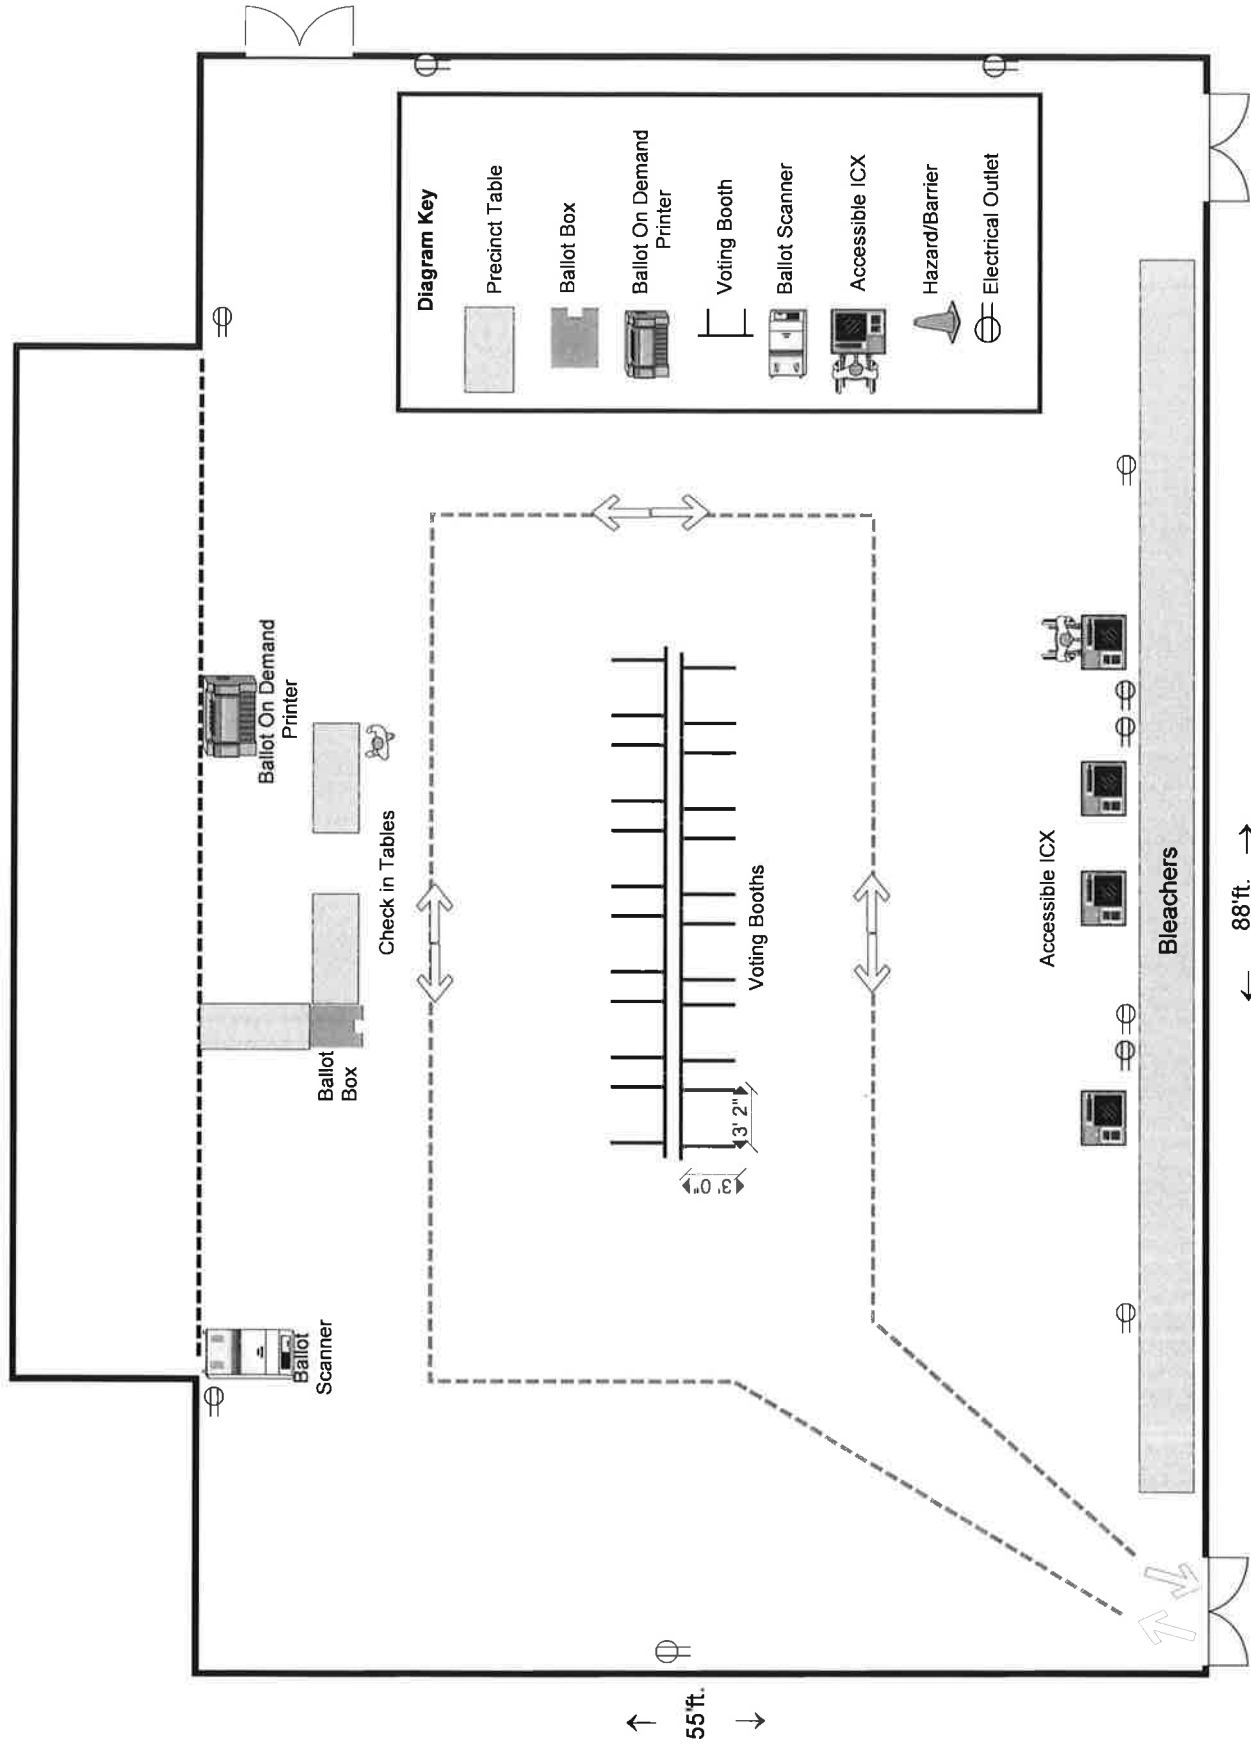 Ballot On Demand
Printer
Check in Tables
Ballot
Box
Ballot
Scanner
Voting Booths
3' 2"
3' 0"
Accessible ICX
Bleachers
Diagram Key
Precinct Table
Ballot Box
Ballot On Demand
Printer
Voting Booth
Ballot Scanner
Accessible ICX
Hazard/Barrier
Electrical Outlet
55'ft.
88'ft.